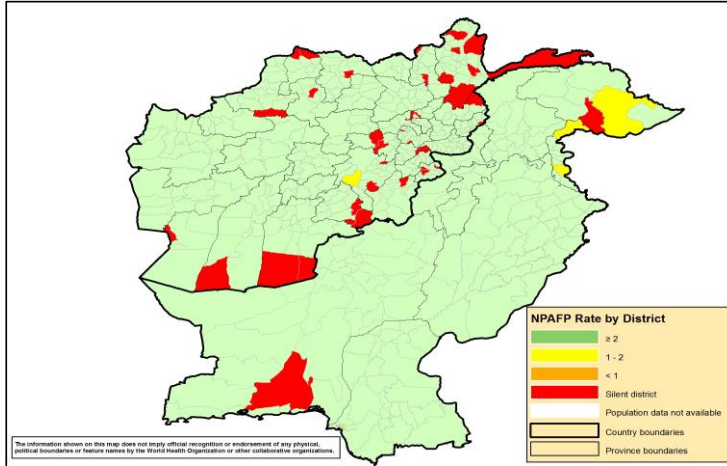 NPAFP Rate by District
≥ 2
1 - 2
< 1
Silent district
Population data not available
Country boundaries
Province boundaries
The information shown on this map does not imply official recognition or endorsement of any physical,
political boundaries or feature names by the World Health Organization or other collaborative organizations.